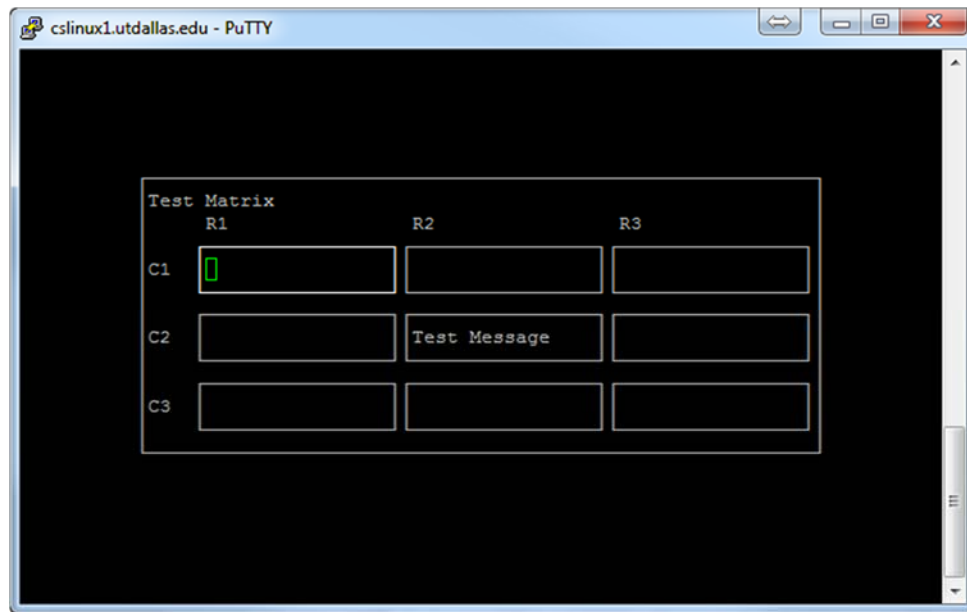 cslinux1.utdallas.edu - PuTTY
Test Matrix
R1 R2 R3
C1
C2 Test Message
C3